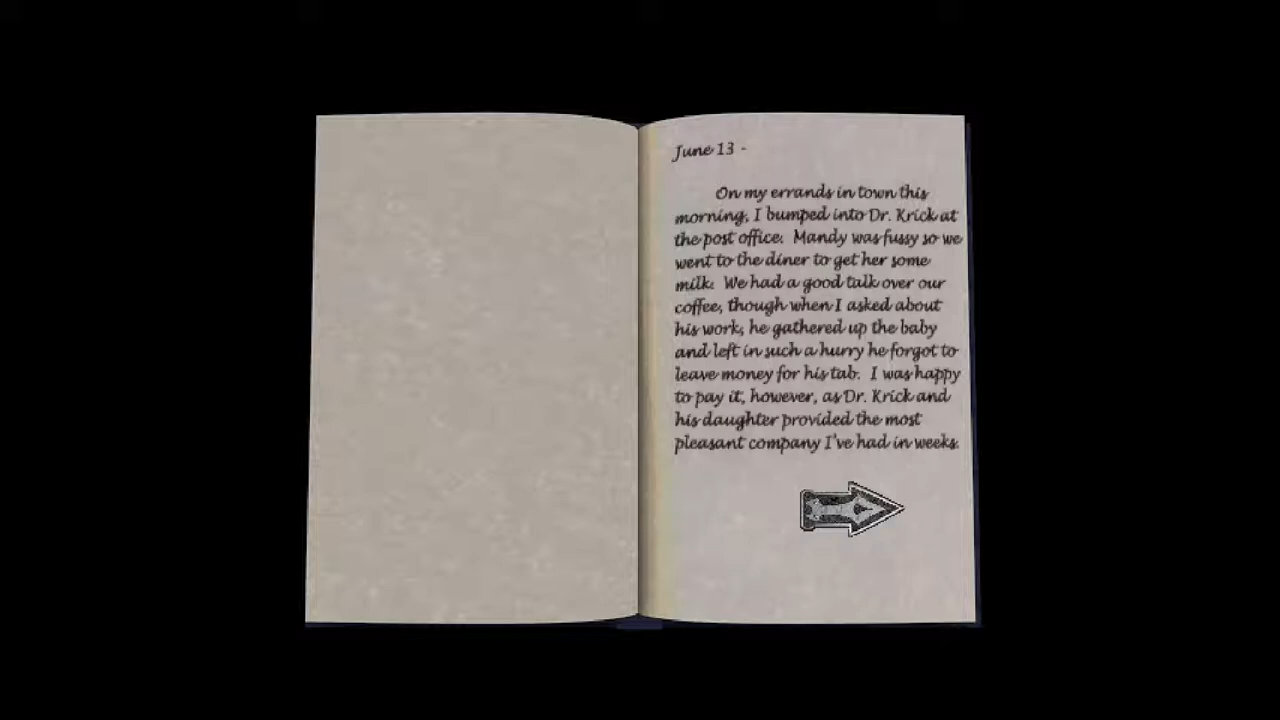 June 13 -
On my errands in town this
morning, I bumped into Dr. Krick at
the post office. Mandy was fussy so we
went to the diner to get her some
milk. We had a good talk over our
coffee, though when I asked about
his work, he gathered up the baby
and left in such a hurry he forgot to
leave money for his tab. I was happy
to pay it, however, as Dr. Krick and
his daughter provided the most
pleasant company I've had in weeks.